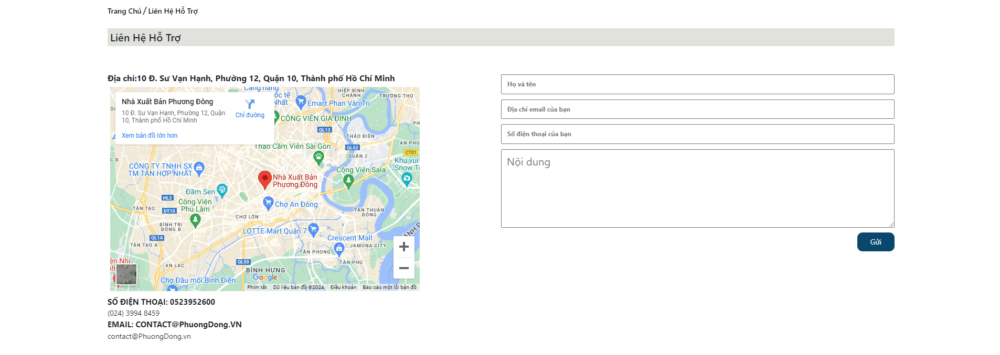 Trang Chủ / Liên Hệ Hỗ Trợ
Liên Hệ Hỗ Trợ
Địa chỉ:10 Đ. Sư Vạn Hạnh, Phường 12, Quận 10, Thành phố Hồ Chí Minh
Nhà Xuất Bản Phương Đông
10 Đ. Sư Vạn Hạnh, Phường 12, Quận
10, Thành phố Hồ Chí Minh
Xem bản đồ lớn hơn
Chỉ đường
ốc tế
Nhất
HIỆP BÌNH
CHÁNH
TRƯỜNG THỌ
Emart Phan Văn Trị
CÔNG VIÊN GIA ĐỊNH
QL13
THẢO ĐIỀN
AN PHÚ
Thảo Cầm Viên Sài Gòn
QL52
CT01
QUẬN 2
Khu vui
Snow T
CÔNG TY TNHH SX
TM TÂN HỢP NHẤT
Công Viên Sala
Nhà Xuất Bản
Phương Đông
Đầm Sen
HL2
Công Viên
Phú Lâm
Chợ An Đông
TÂN TẠO
DT10
CHỢ LỚN
TÂN THUẬN
ĐÔNG
BÌNH TRỊ
ĐÔNG B
LOTTE Mart Quận 7
QL1A
Crescent Mall
TÂN TẠO A
JAMONA CITY
TÂN PHONG
TÂN PHÚ
QL50
ện Nhi
AN LẠC
BÌNH HƯNG
Google
Chợ Đầu mối Bình Điền
Phím tắt
Dữ liệu bản đồ ©2024
Điều khoản
Báo cáo một lỗi bản đồ
SỐ ĐIỆN THOẠI: 0523952600
(024) 3994 8459
EMAIL: CONTACT@PhuongDong.VN
contact@PhuongDong.vn
Họ và tên
Địa chỉ email của bạn
Số điện thoại của bạn
Nội dung
Gửi